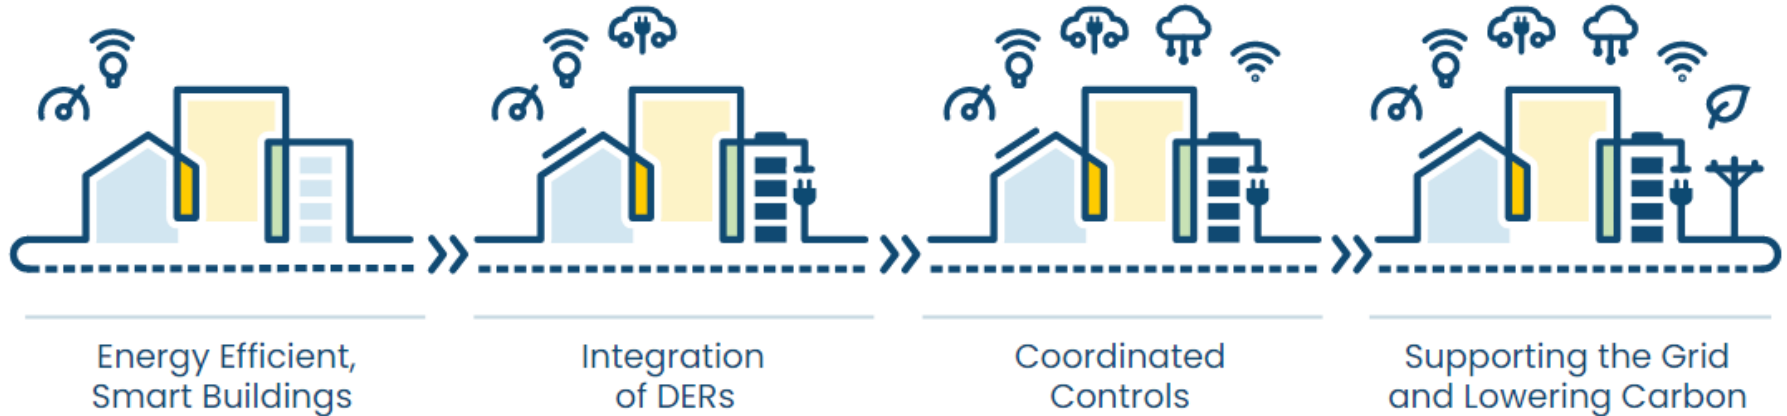 Energy Efficient,
Smart Buildings
Integration
of DERs
Coordinated
Controls
Supporting the Grid
and Lowering Carbon